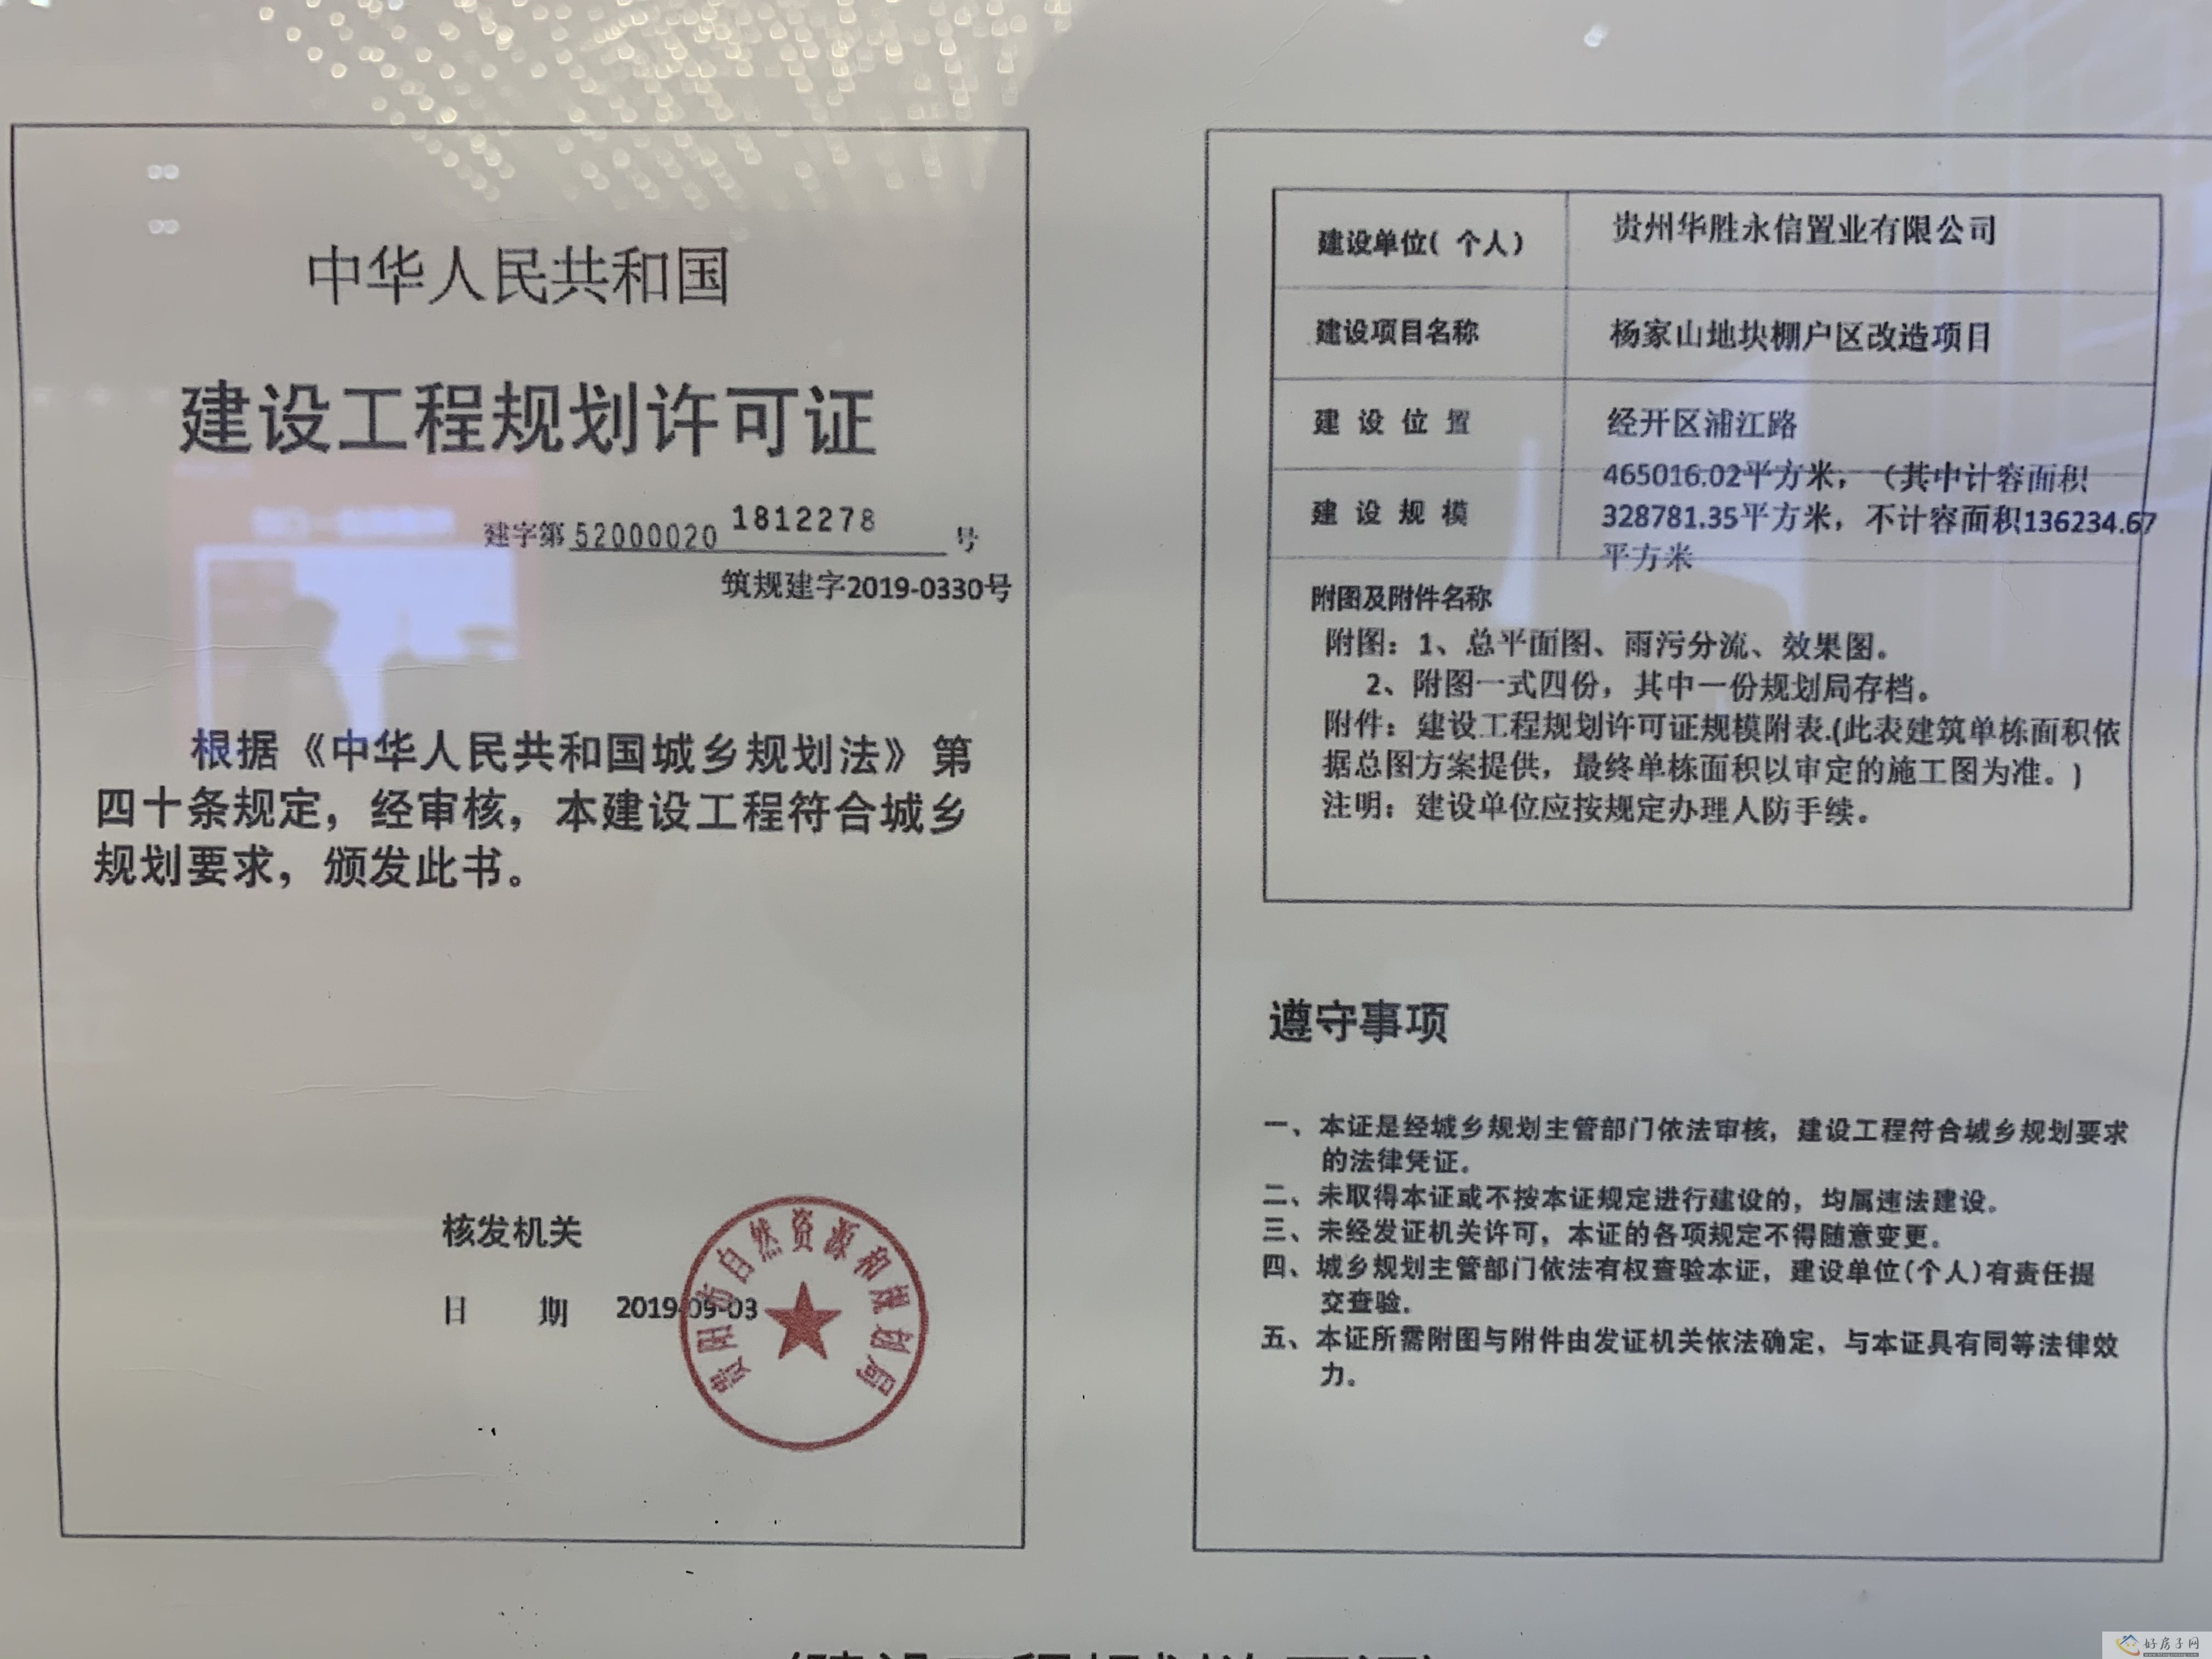 中华人民共和国
建设工程规划许可证
建字第 52000020 1812278 号
筑规建字2019-0330号
根据《中华人民共和国城乡规划法》第
四十条规定，经审核，本建设工程符合城乡
规划要求，颁发此书。
核发机关
日 期 2019-09-03
贵阳市自然资源和规划局
建设单位(个人) 贵州华胜永信置业有限公司
建设项目名称 杨家山地块棚户区改造项目
建设位置 经开区浦江路
建设规模 465016.02平方米；（其中计容面积
328781.35平方米，不计容面积136234.67
平方米
附图及附件名称
附图：1、总平面图、雨污分流、效果图。
2、附图一式四份，其中一份规划局存档。
附件：建设工程规划许可证规模附表.(此表建筑单栋面积依
据总图方案提供，最终单栋面积以审定的施工图为准。)
注明：建设单位应按规定办理人防手续。
遵守事项
一、本证是经城乡规划主管部门依法审核，建设工程符合城乡规划要求
的法律凭证。
二、未取得本证或不按本证规定进行建设的，均属违法建设。
三、未经发证机关许可，本证的各项规定不得随意变更。
四、城乡规划主管部门依法有权查验本证，建设单位(个人)有责任提
交查验。
五、本证所需附图与附件由发证机关依法确定，与本证具有同等法律效
力。
好房子网